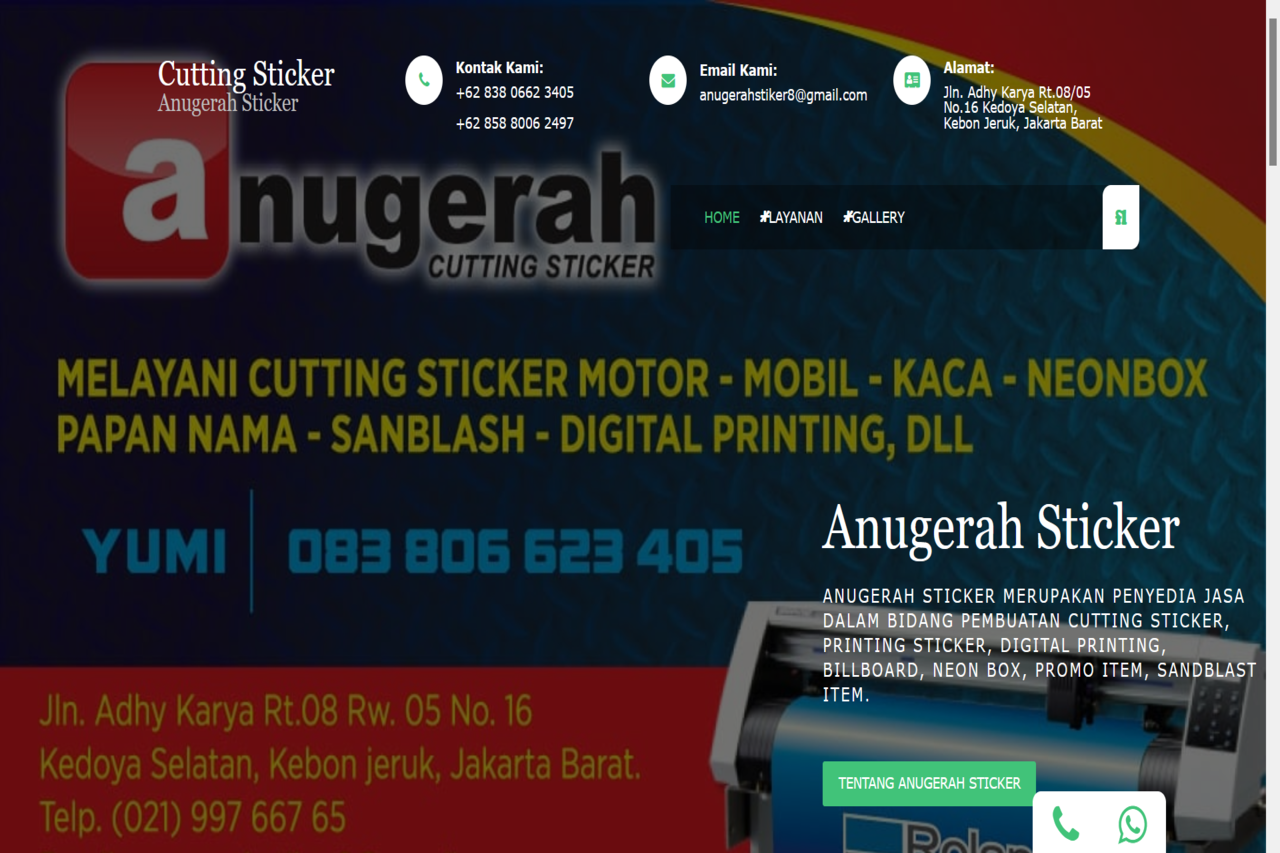 Cutting Sticker
Anugerah Sticker
Kontak Kami:
+62 838 0662 3405
+62 858 8006 2497
Email Kami:
anugerahstiker8@gmail.com
Alamat:
Jln. Adhy Karya Rt.08/05
No.16 Kedoya Selatan,
Kebon Jeruk, Jakarta Barat
anugerah
CUTTING STICKER
HOME
LAYANAN
GALLERY
MELAYANI CUTTING STICKER MOTOR - MOBIL - KACA - NEONBOX
PAPAN NAMA - SANBLASH - DIGITAL PRINTING, DLL
YUMI
083 806 623 405
Anugerah Sticker
ANUGERAH STICKER MERUPAKAN PENYEDIA JASA
DALAM BIDANG PEMBUATAN CUTTING STICKER,
PRINTING STICKER, DIGITAL PRINTING,
BILLBOARD, NEON BOX, PROMO ITEM, SANDBLAST
ITEM.
Jln. Adhy Karya Rt.08 Rw. 05 No. 16
Kedoya Selatan, Kebon jeruk, Jakarta Barat.
Telp. (021) 997 667 65
TENTANG ANUGERAH STICKER